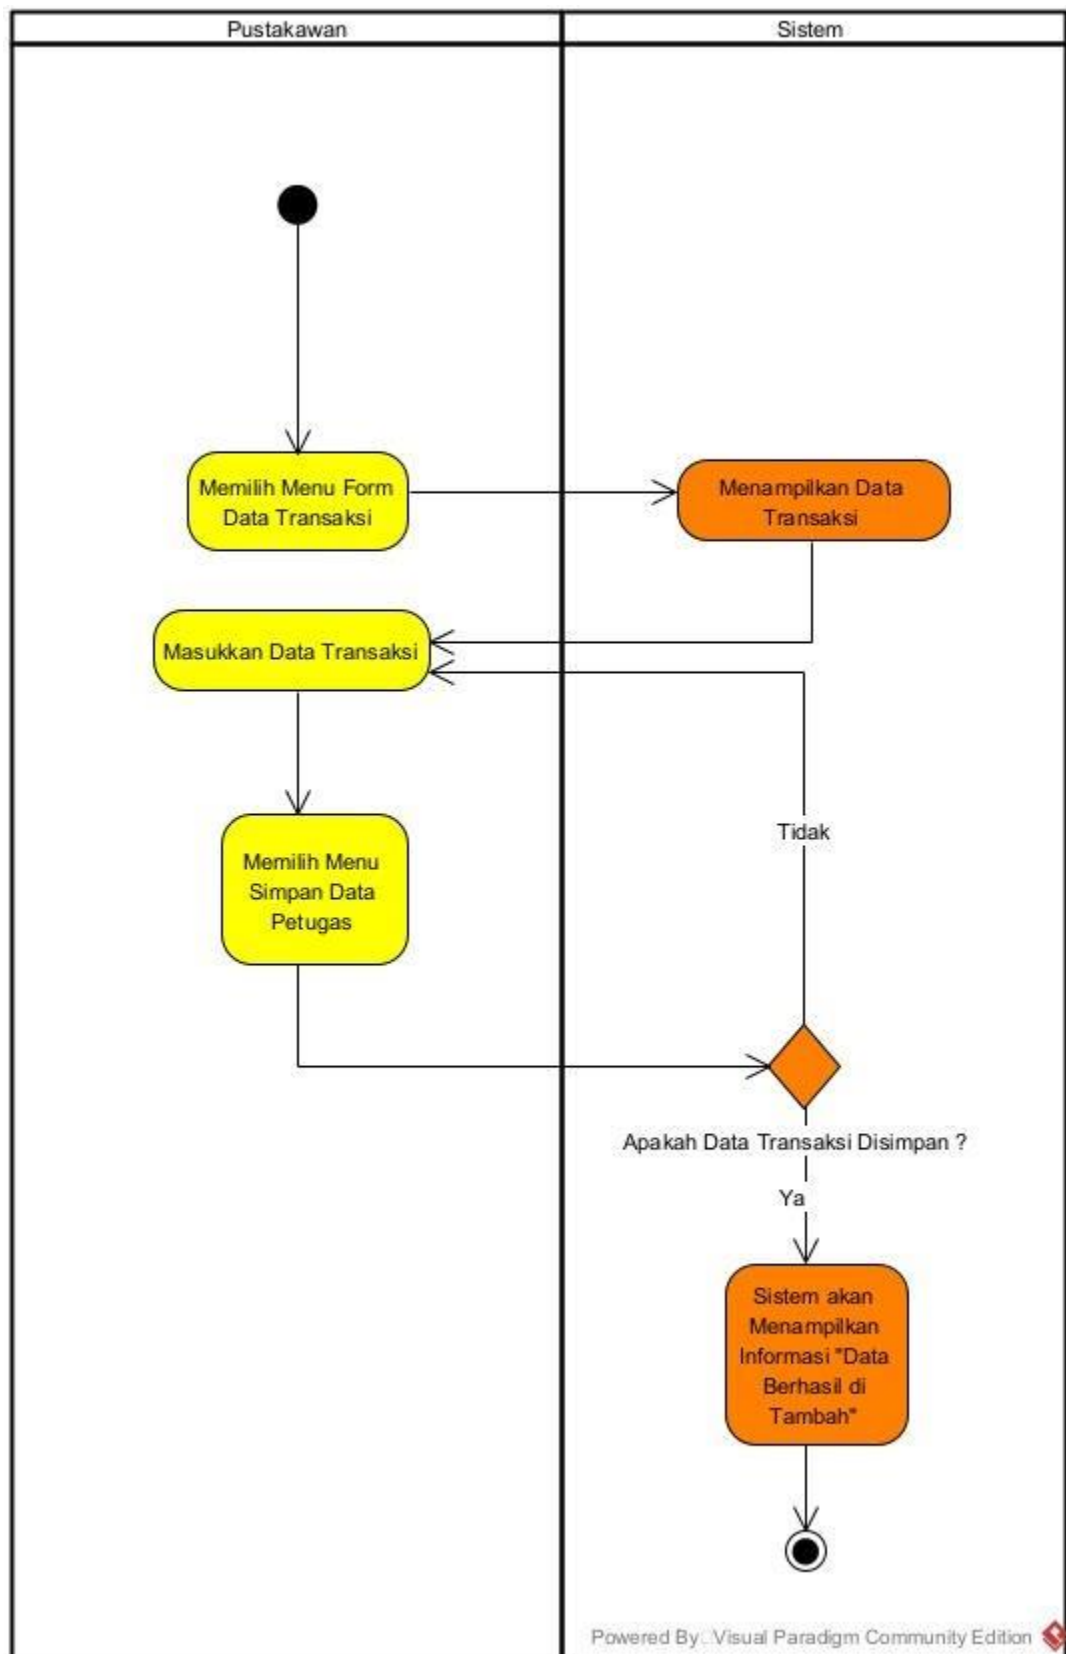 Pustakawan
Sistem
Memilih Menu Form
Data Transaksi
Menampilkan Data
Transaksi
Masukkan Data Transaksi
Memilih Menu
Simpan Data
Petugas
Tidak
Apakah Data Transaksi Disimpan ?
Ya
Sistem akan
Menampilkan
Informasi "Data
Berhasil di
Tambah"
Powered By: Visual Paradigm Community Edition